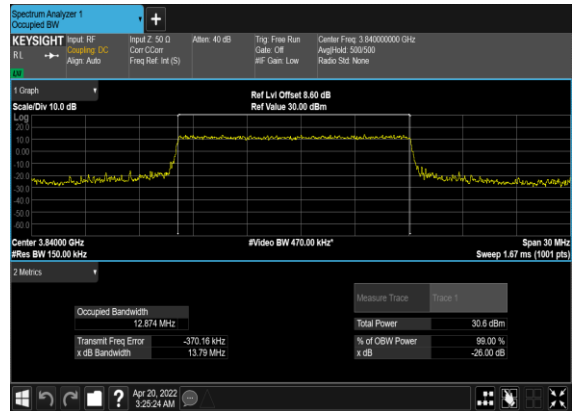 Spectrum Analyzer 1
Occupied BW
+
KEYSIGHT Input: RF Input Z: 50 Ω Atten: 40 dB Trig: Free Run Center Freq: 3.840000000 GHz
RL Coupling: DC Corr CCorr Gate: Off Avg|Hold: 500/500
Align: Auto Freq Ref: Int (S) #IF Gain: Low Radio Std: None
1 Graph
Ref Lvl Offset 8.60 dB
Scale/Div 10.0 dB Ref Value 30.00 dBm
Log
20.0
10.0
0.00
-10.0
-20.0
-30.0
-40.0
-50.0
-60.0
Center 3.84000 GHz #Video BW 470.00 kHz* Span 30 MHz
#Res BW 150.00 kHz Sweep 1.67 ms (1001 pts)
2 Metrics
Measure Trace Trace 1
Occupied Bandwidth
12.874 MHz Total Power 30.6 dBm
Transmit Freq Error -370.16 kHz % of OBW Power 99.00 %
x dB Bandwidth 13.79 MHz x dB -26.00 dB
? Apr 20, 2022
3:25:24 AM